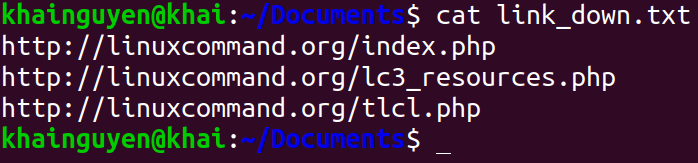 khainguyen@khai:~/Documents$ cat link_down.txt
http://linuxcommand.org/index.php
http://linuxcommand.org/lc3_resources.php
http://linuxcommand.org/tlcl.php
khainguyen@khai:~/Documents$ _